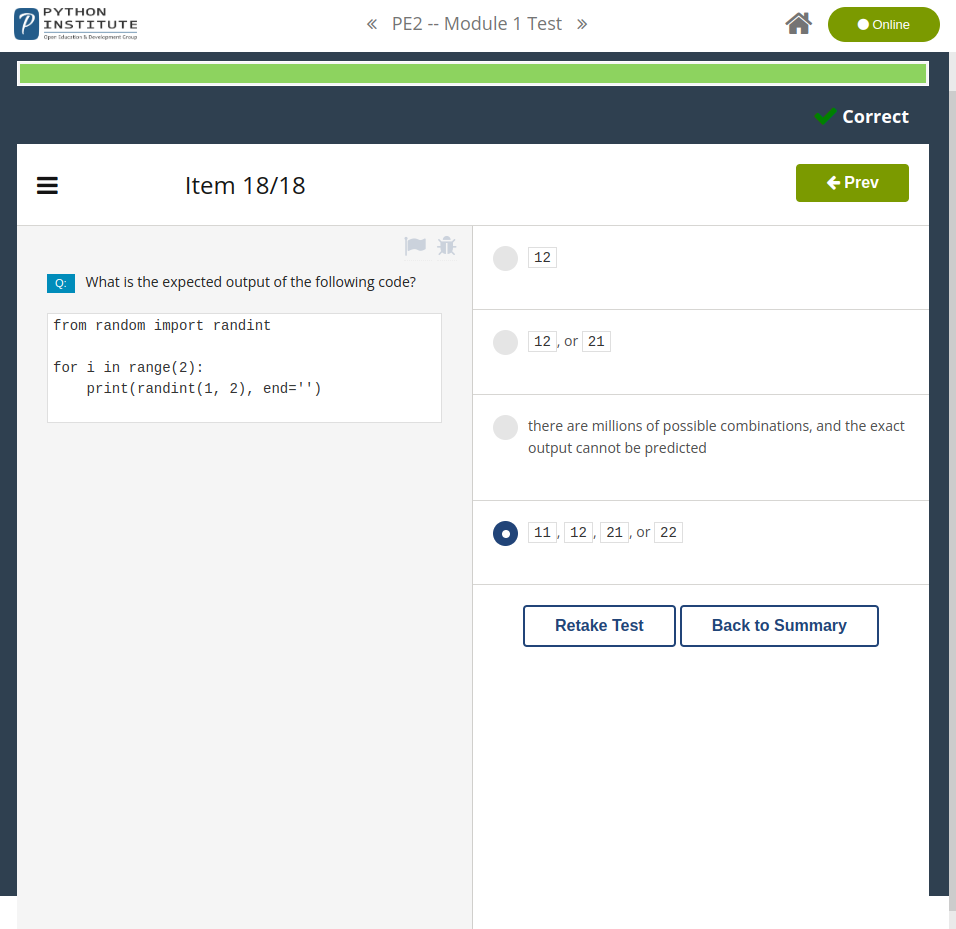 PYTHON
INSTITUTE
Open Education & Development Group
« PE2 -- Module 1 Test »
Online
Correct
Item 18/18
Prev
Q: What is the expected output of the following code?
from random import randint
for i in range(2):
    print(randint(1, 2), end='')
12
12, or 21
there are millions of possible combinations, and the exact
output cannot be predicted
11, 12, 21, or 22
Retake Test
Back to Summary